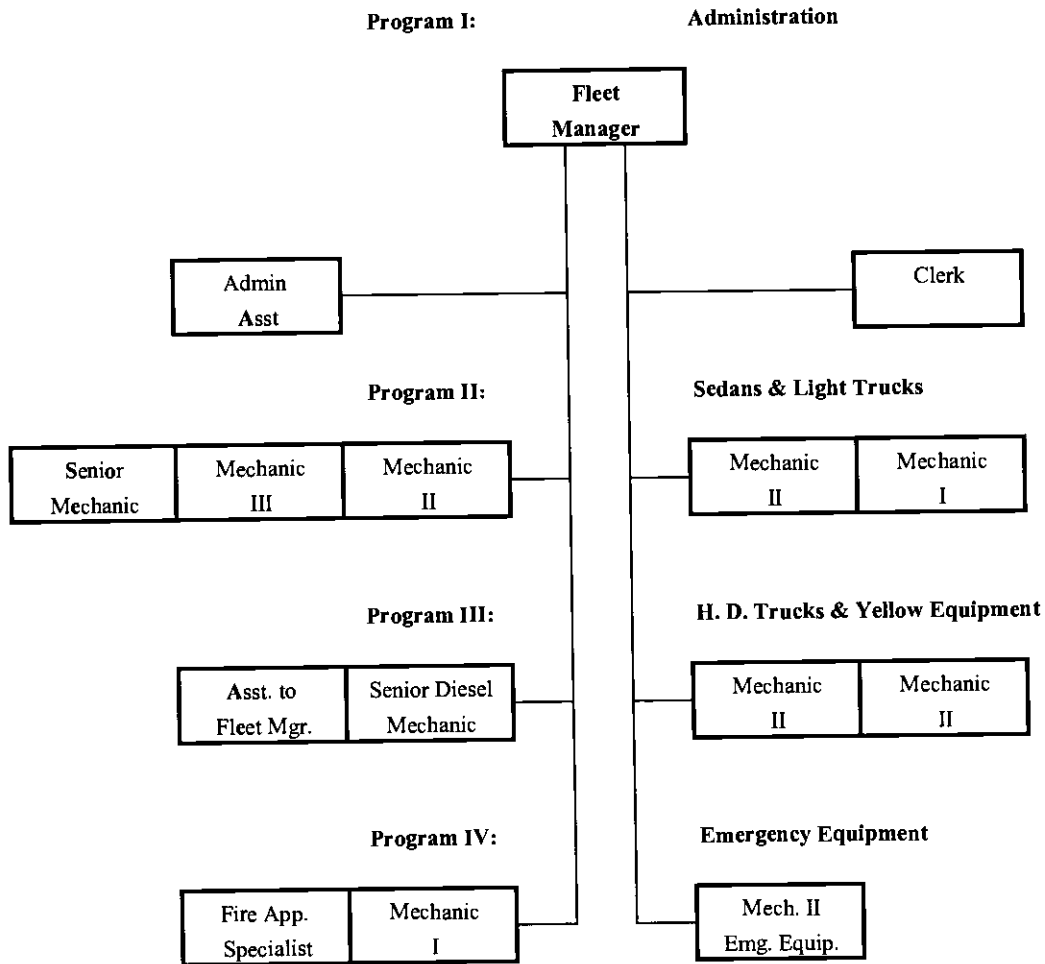 Program I: Administration
Fleet
Manager
Admin
Asst
Clerk
Program II: Sedans & Light Trucks
Senior
Mechanic
Mechanic
III
Mechanic
II
Mechanic
II
Mechanic
I
Program III: H. D. Trucks & Yellow Equipment
Asst. to
Fleet Mgr.
Senior Diesel
Mechanic
Mechanic
II
Mechanic
II
Program IV: Emergency Equipment
Fire App.
Specialist
Mechanic
I
Mech. II
Emg. Equip.